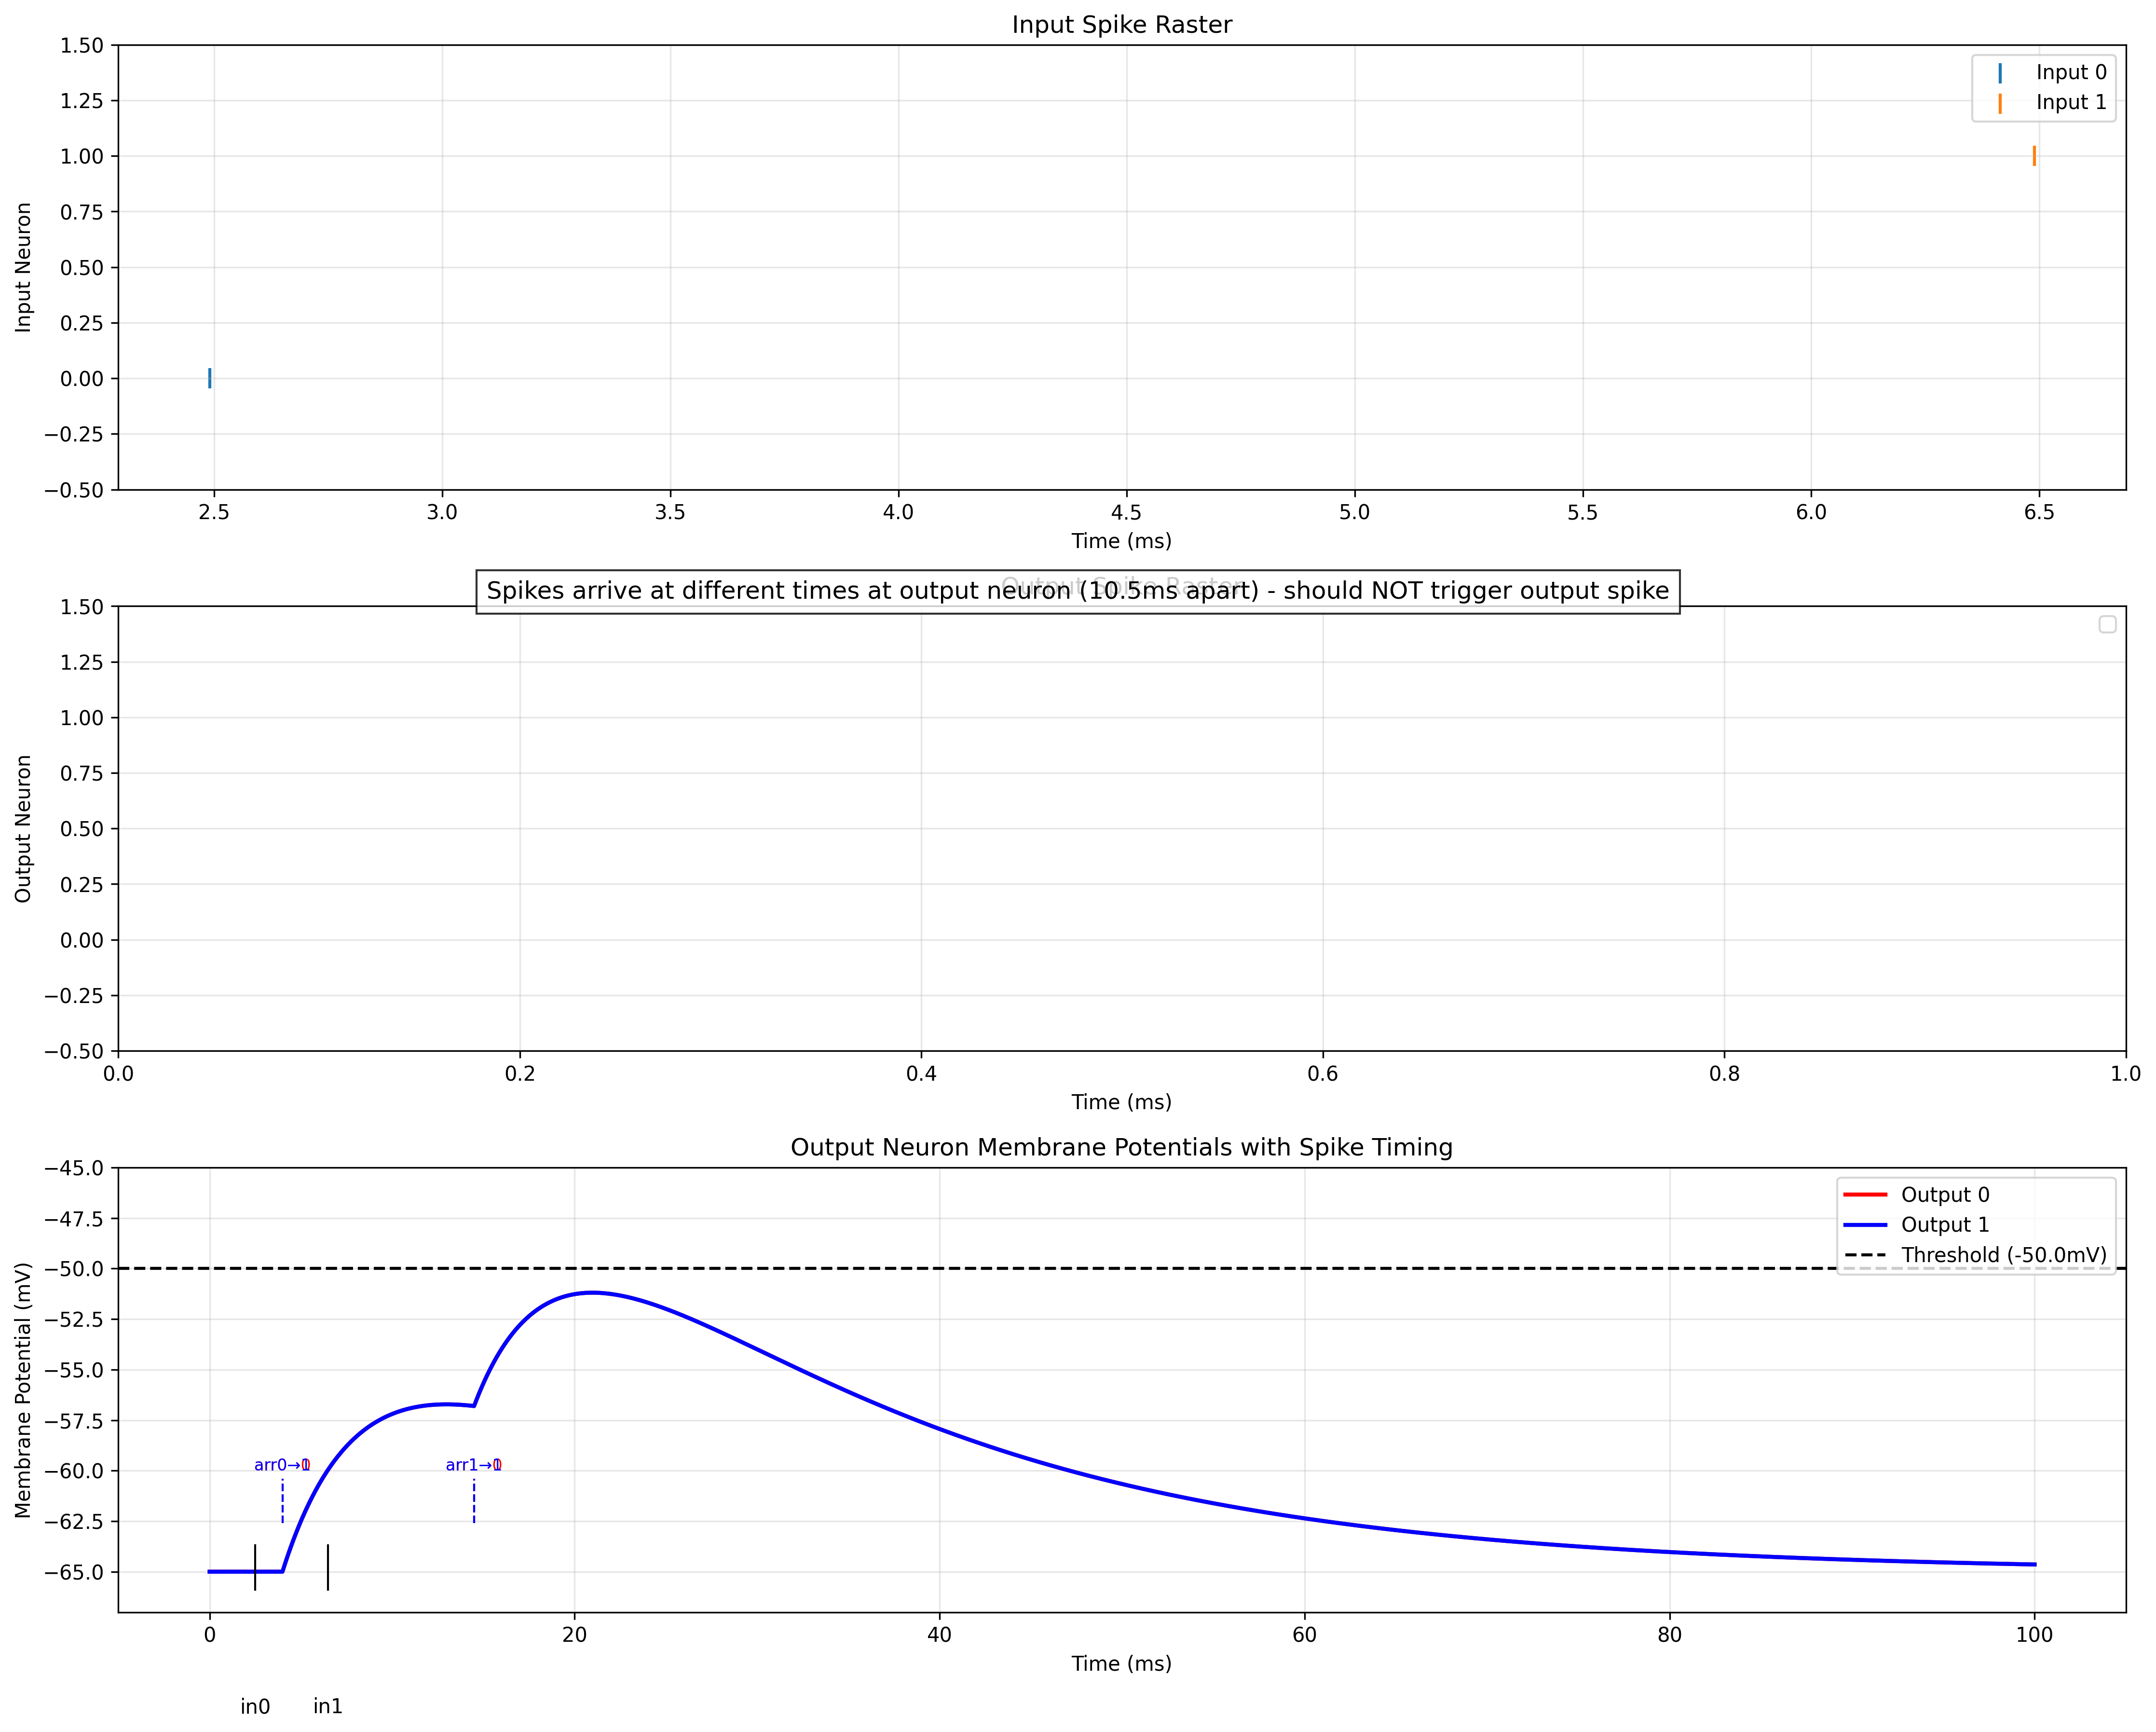 Input Spike Raster
1.50
1.25
1.00
0.75
0.50
0.25
0.00
−0.25
−0.50
Input Neuron
Input 0
Input 1
2.5 3.0 3.5 4.0 4.5 5.0 5.5 6.0 6.5
Time (ms)
Output Spike Raster
Spikes arrive at different times at output neuron (10.5ms apart) - should NOT trigger output spike
1.50
1.25
1.00
0.75
0.50
0.25
0.00
−0.25
−0.50
Output Neuron
0.0 0.2 0.4 0.6 0.8 1.0
Time (ms)
Output Neuron Membrane Potentials with Spike Timing
−45.0
−47.5
−50.0
−52.5
−55.0
−57.5
−60.0
−62.5
−65.0
Membrane Potential (mV)
Output 0
Output 1
Threshold (-50.0mV)
arr0→1 arr1→1
0 20 40 60 80 100
Time (ms)
in0 in1